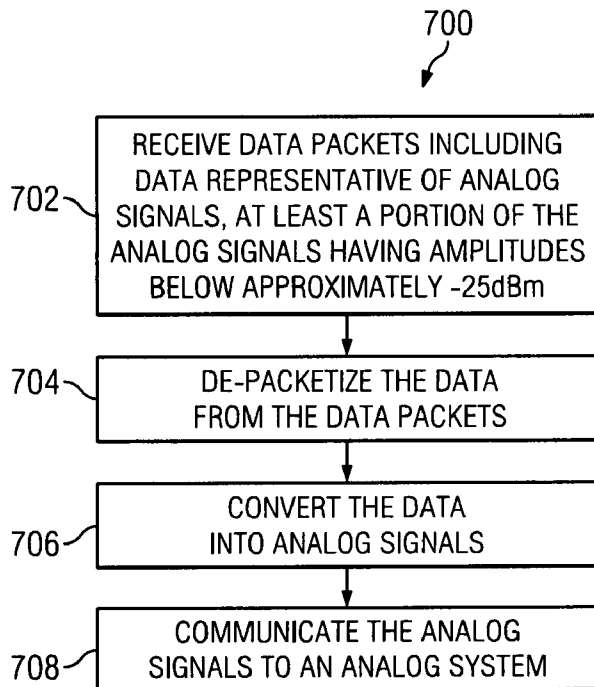 700
702
RECEIVE DATA PACKETS INCLUDING
DATA REPRESENTATIVE OF ANALOG
SIGNALS, AT LEAST A PORTION OF THE
ANALOG SIGNALS HAVING AMPLITUDES
BELOW APPROXIMATELY -25dBm
704
DE-PACKETIZE THE DATA
FROM THE DATA PACKETS
706
CONVERT THE DATA
INTO ANALOG SIGNALS
708
COMMUNICATE THE ANALOG
SIGNALS TO AN ANALOG SYSTEM